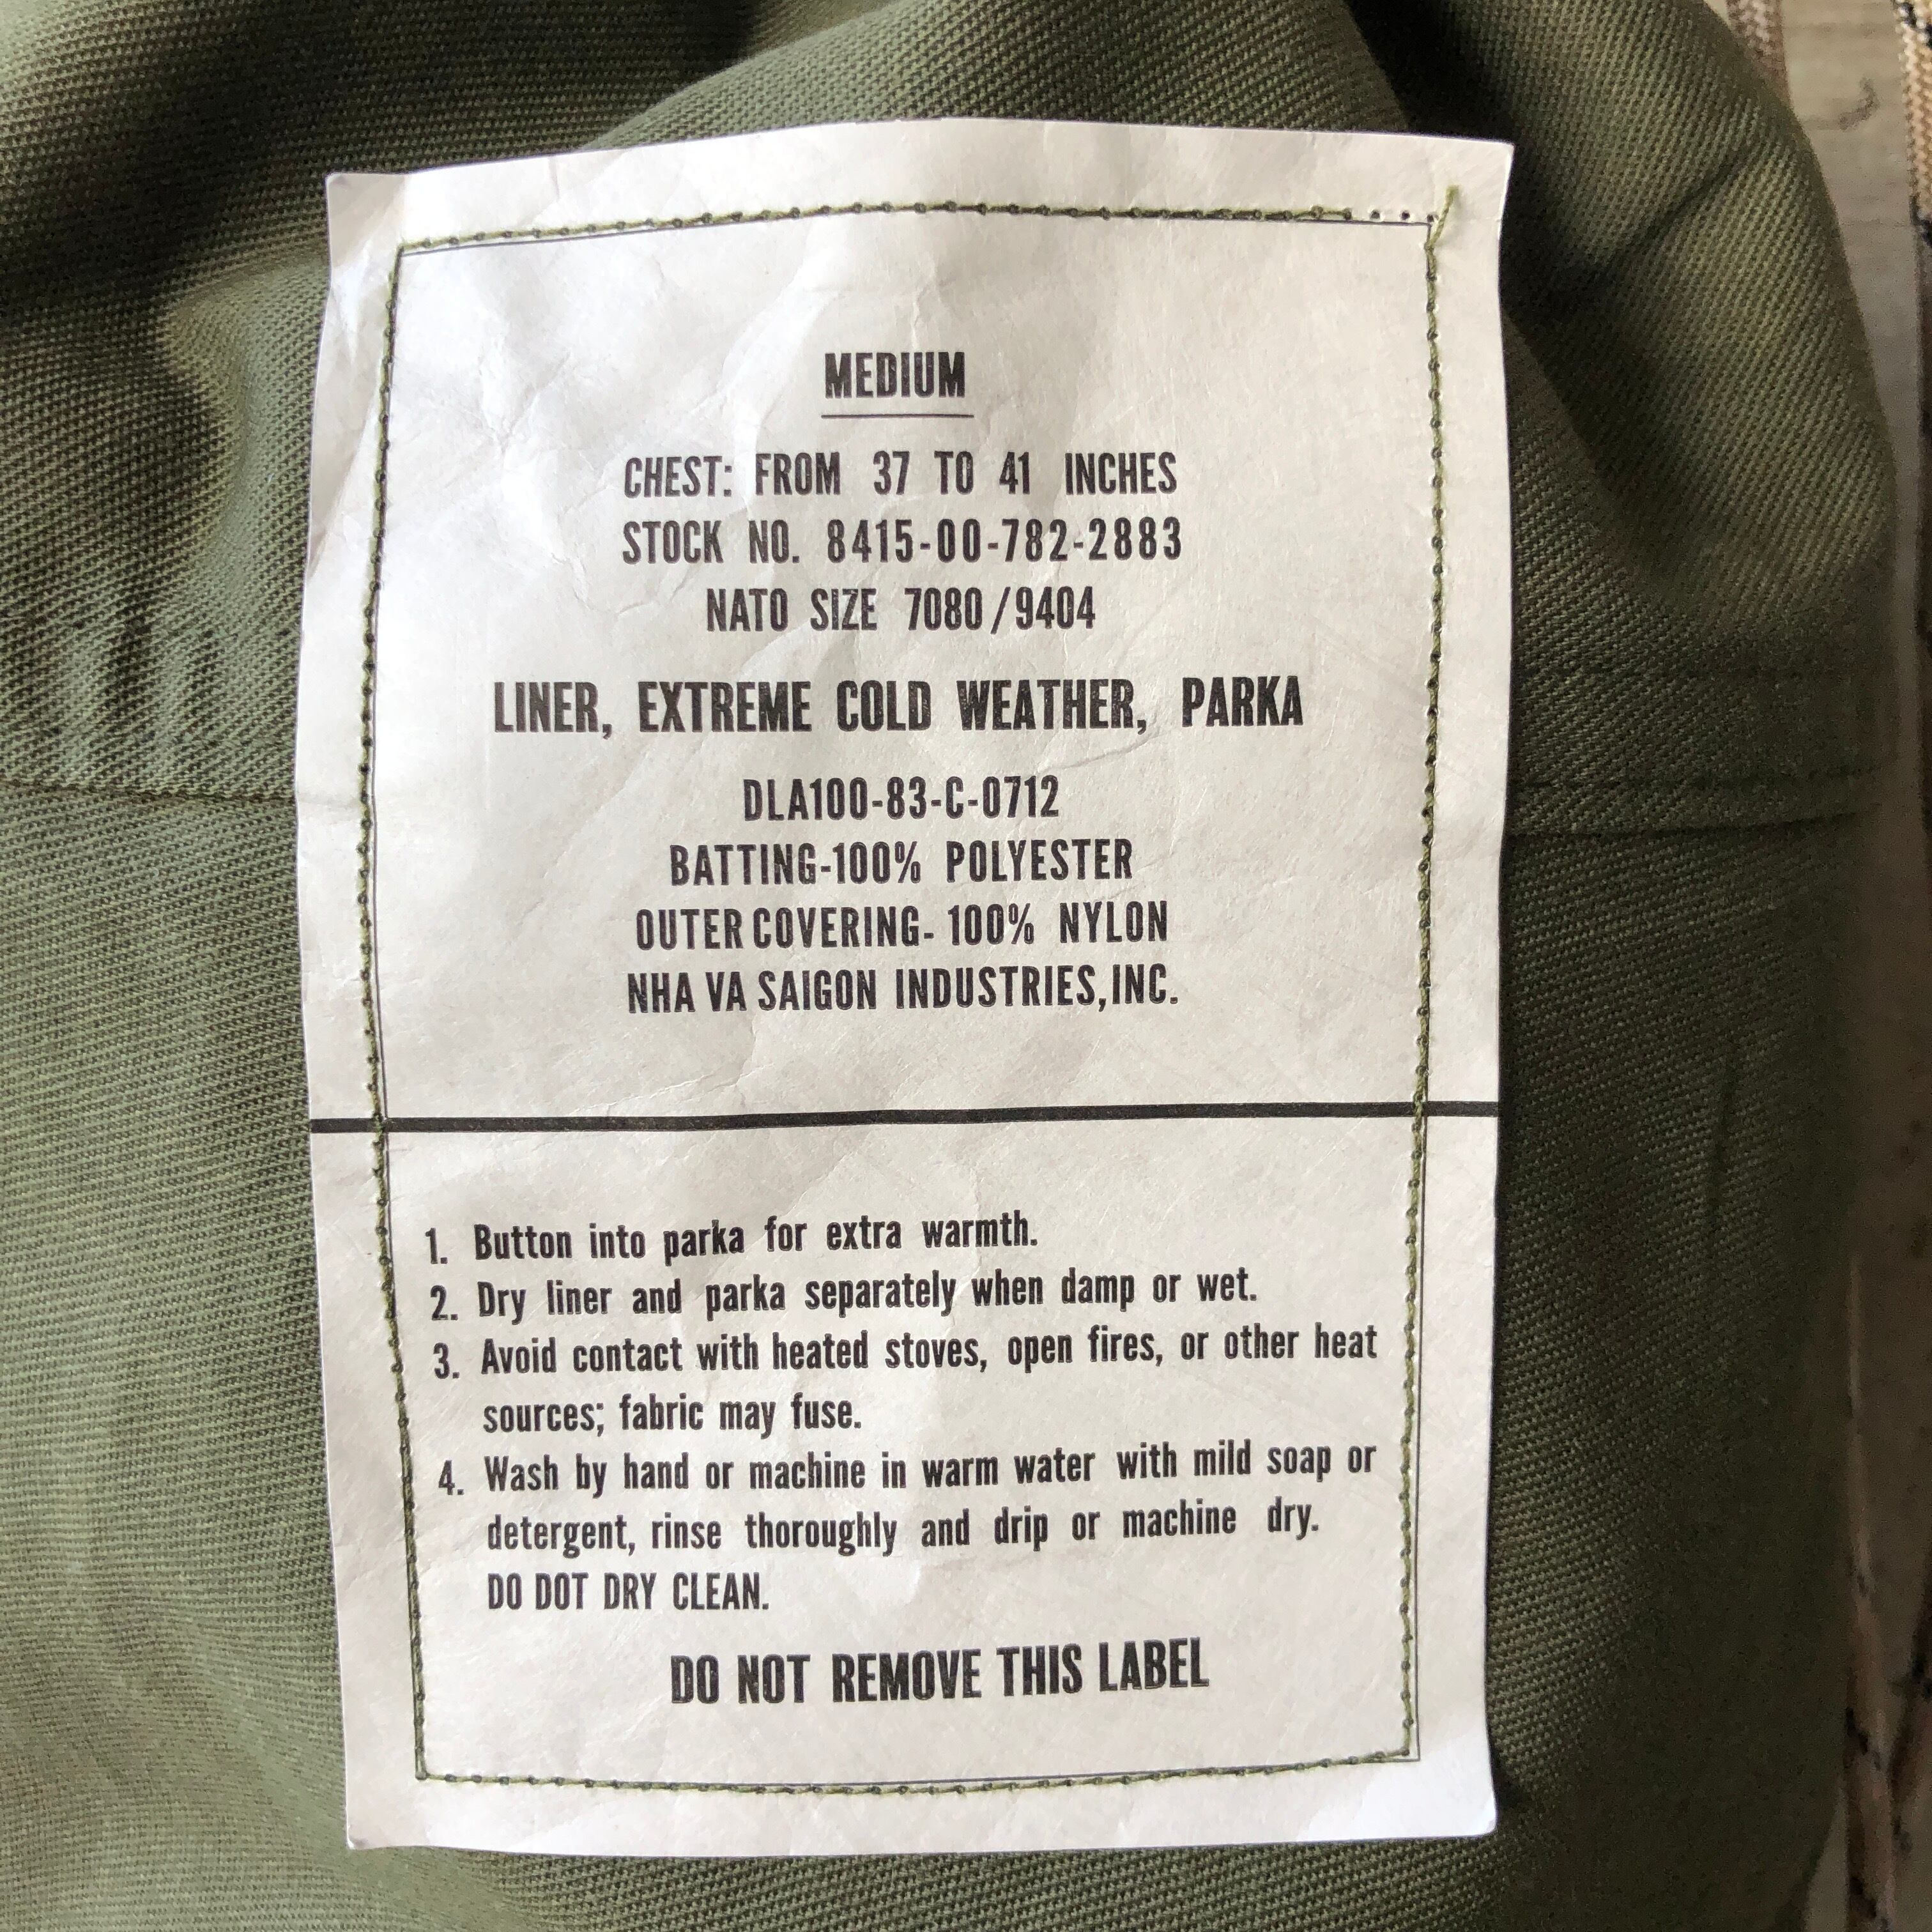 MEDIUM
CHEST: FROM 37 TO 41 INCHES
STOCK NO. 8415-00-782-2883
NATO SIZE 7080/9404
LINER, EXTREME COLD WEATHER, PARKA
DLA100-83-C-0712
BATTING-100% POLYESTER
OUTER COVERING- 100% NYLON
NHA VA SAIGON INDUSTRIES,INC.
1. Button into parka for extra warmth.
2. Dry liner and parka separately when damp or wet.
3. Avoid contact with heated stoves, open fires, or other heat
sources; fabric may fuse.
4. Wash by hand or machine in warm water with mild soap or
detergent, rinse thoroughly and drip or machine dry.
DO DOT DRY CLEAN.
DO NOT REMOVE THIS LABEL